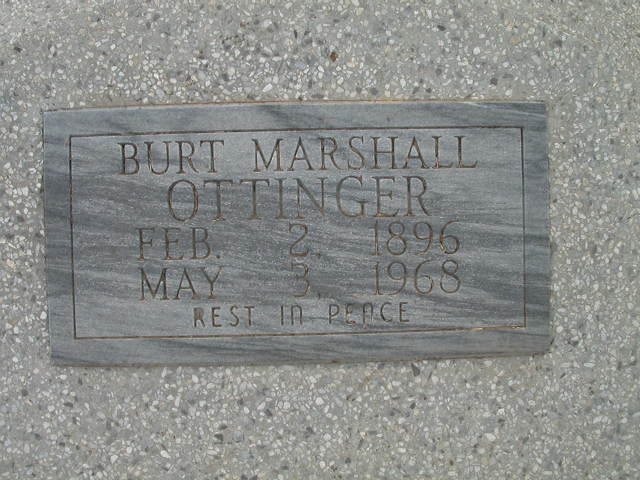 BURT MARSHALL
OTTINGER
FEB. 2, 1896
MAY 3, 1968
REST IN PEACE